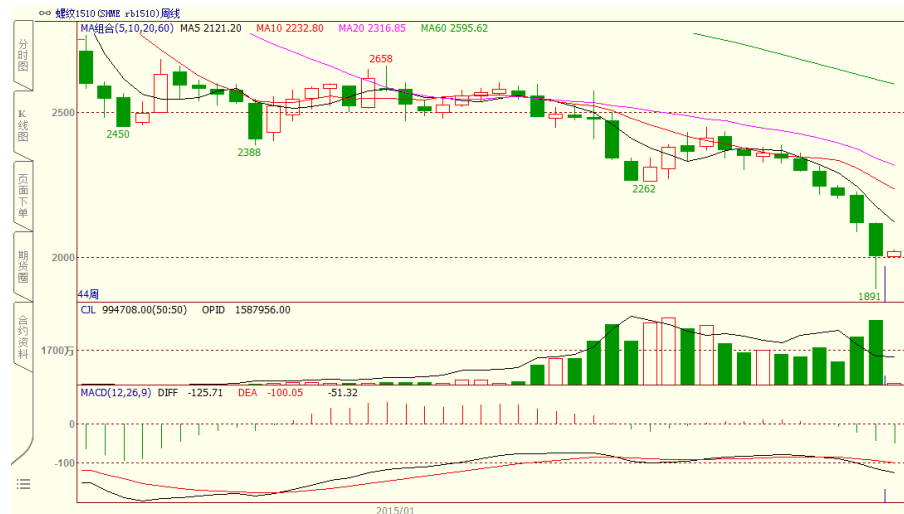 螺纹1510(SHME rb1510)周线
MA组合(5,10,20,60) MA5 2121.20 MA10 2232.80 MA20 2316.85 MA60 2595.62
分时图
K线图
页面下单
期货圈
合约资料
2658
2500
2450
2388
2262
2000
1891
44周
CJL 994708.00(50:50) OPID 1587956.00
1700万
MACD(12,26,9) DIFF -125.71 DEA -100.05 -51.32
0
-100
2015/01